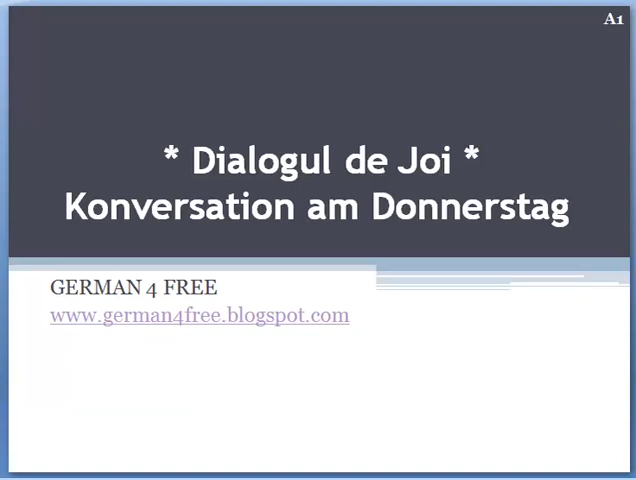 A1
* Dialogul de Joi *
Konversation am Donnerstag
GERMAN 4 FREE
www.german4free.blogspot.com